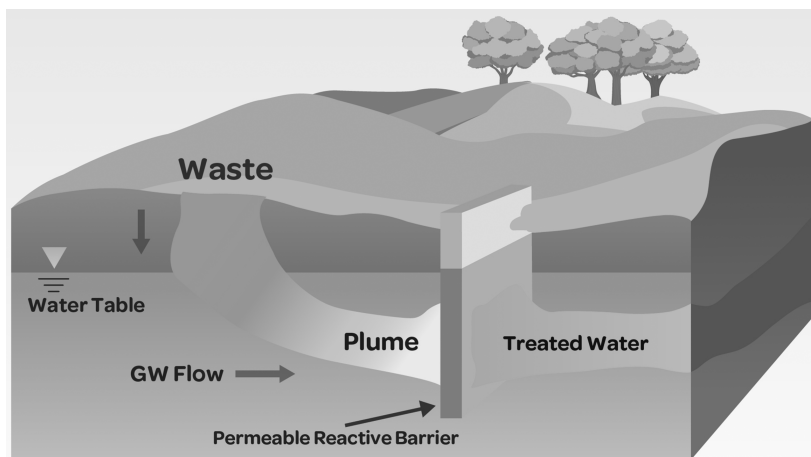 Waste
Water Table
Plume
Treated Water
GW Flow
Permeable Reactive Barrier